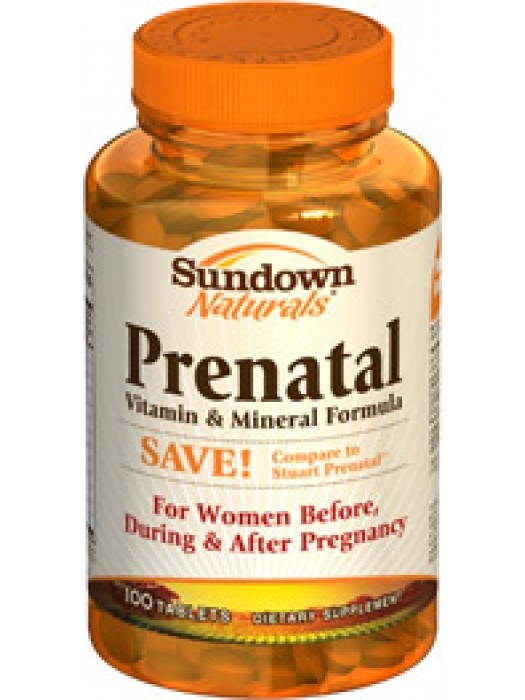 Sundown
Naturals®
Prenatal
Vitamin & Mineral Formula
SAVE!
Compare to
Stuart Prenatal™
For Women Before,
During & After Pregnancy
100 TABLETS – DIETARY SUPPLEMENT